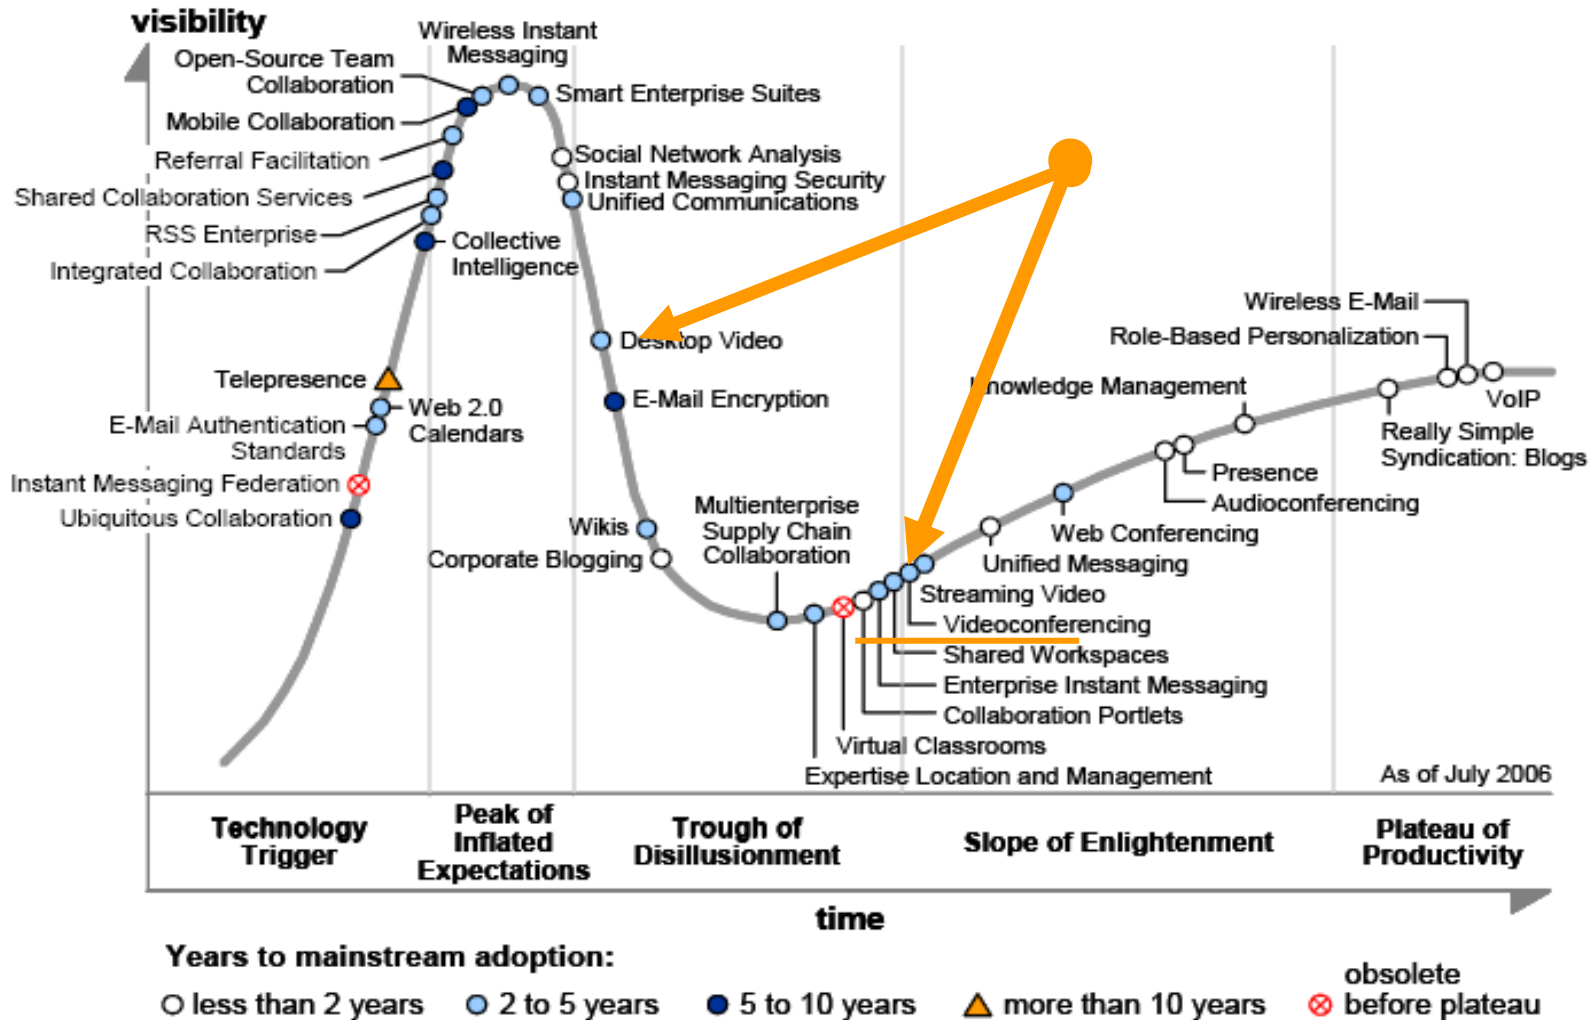 visibility
Wireless Instant
Messaging
Open-Source Team
Collaboration
Smart Enterprise Suites
Mobile Collaboration
Referral Facilitation
Social Network Analysis
Instant Messaging Security
Shared Collaboration Services
Unified Communications
RSS Enterprise
Collective
Intelligence
Integrated Collaboration
Wireless E-Mail
Role-Based Personalization
Desktop Video
Telepresence
Knowledge Management
E-Mail Encryption
VoIP
Web 2.0
Calendars
E-Mail Authentication
Standards
Really Simple
Syndication: Blogs
Presence
Instant Messaging Federation
Audioconferencing
Multienterprise
Supply Chain
Collaboration
Ubiquitous Collaboration
Wikis
Web Conferencing
Corporate Blogging
Unified Messaging
Streaming Video
Videoconferencing
Shared Workspaces
Enterprise Instant Messaging
Collaboration Portlets
Virtual Classrooms
Expertise Location and Management
As of July 2006
Technology
Trigger
Peak of
Inflated
Expectations
Trough of
Disillusionment
Slope of Enlightenment
Plateau of
Productivity
time
Years to mainstream adoption:
less than 2 years
2 to 5 years
5 to 10 years
more than 10 years
obsolete
before plateau